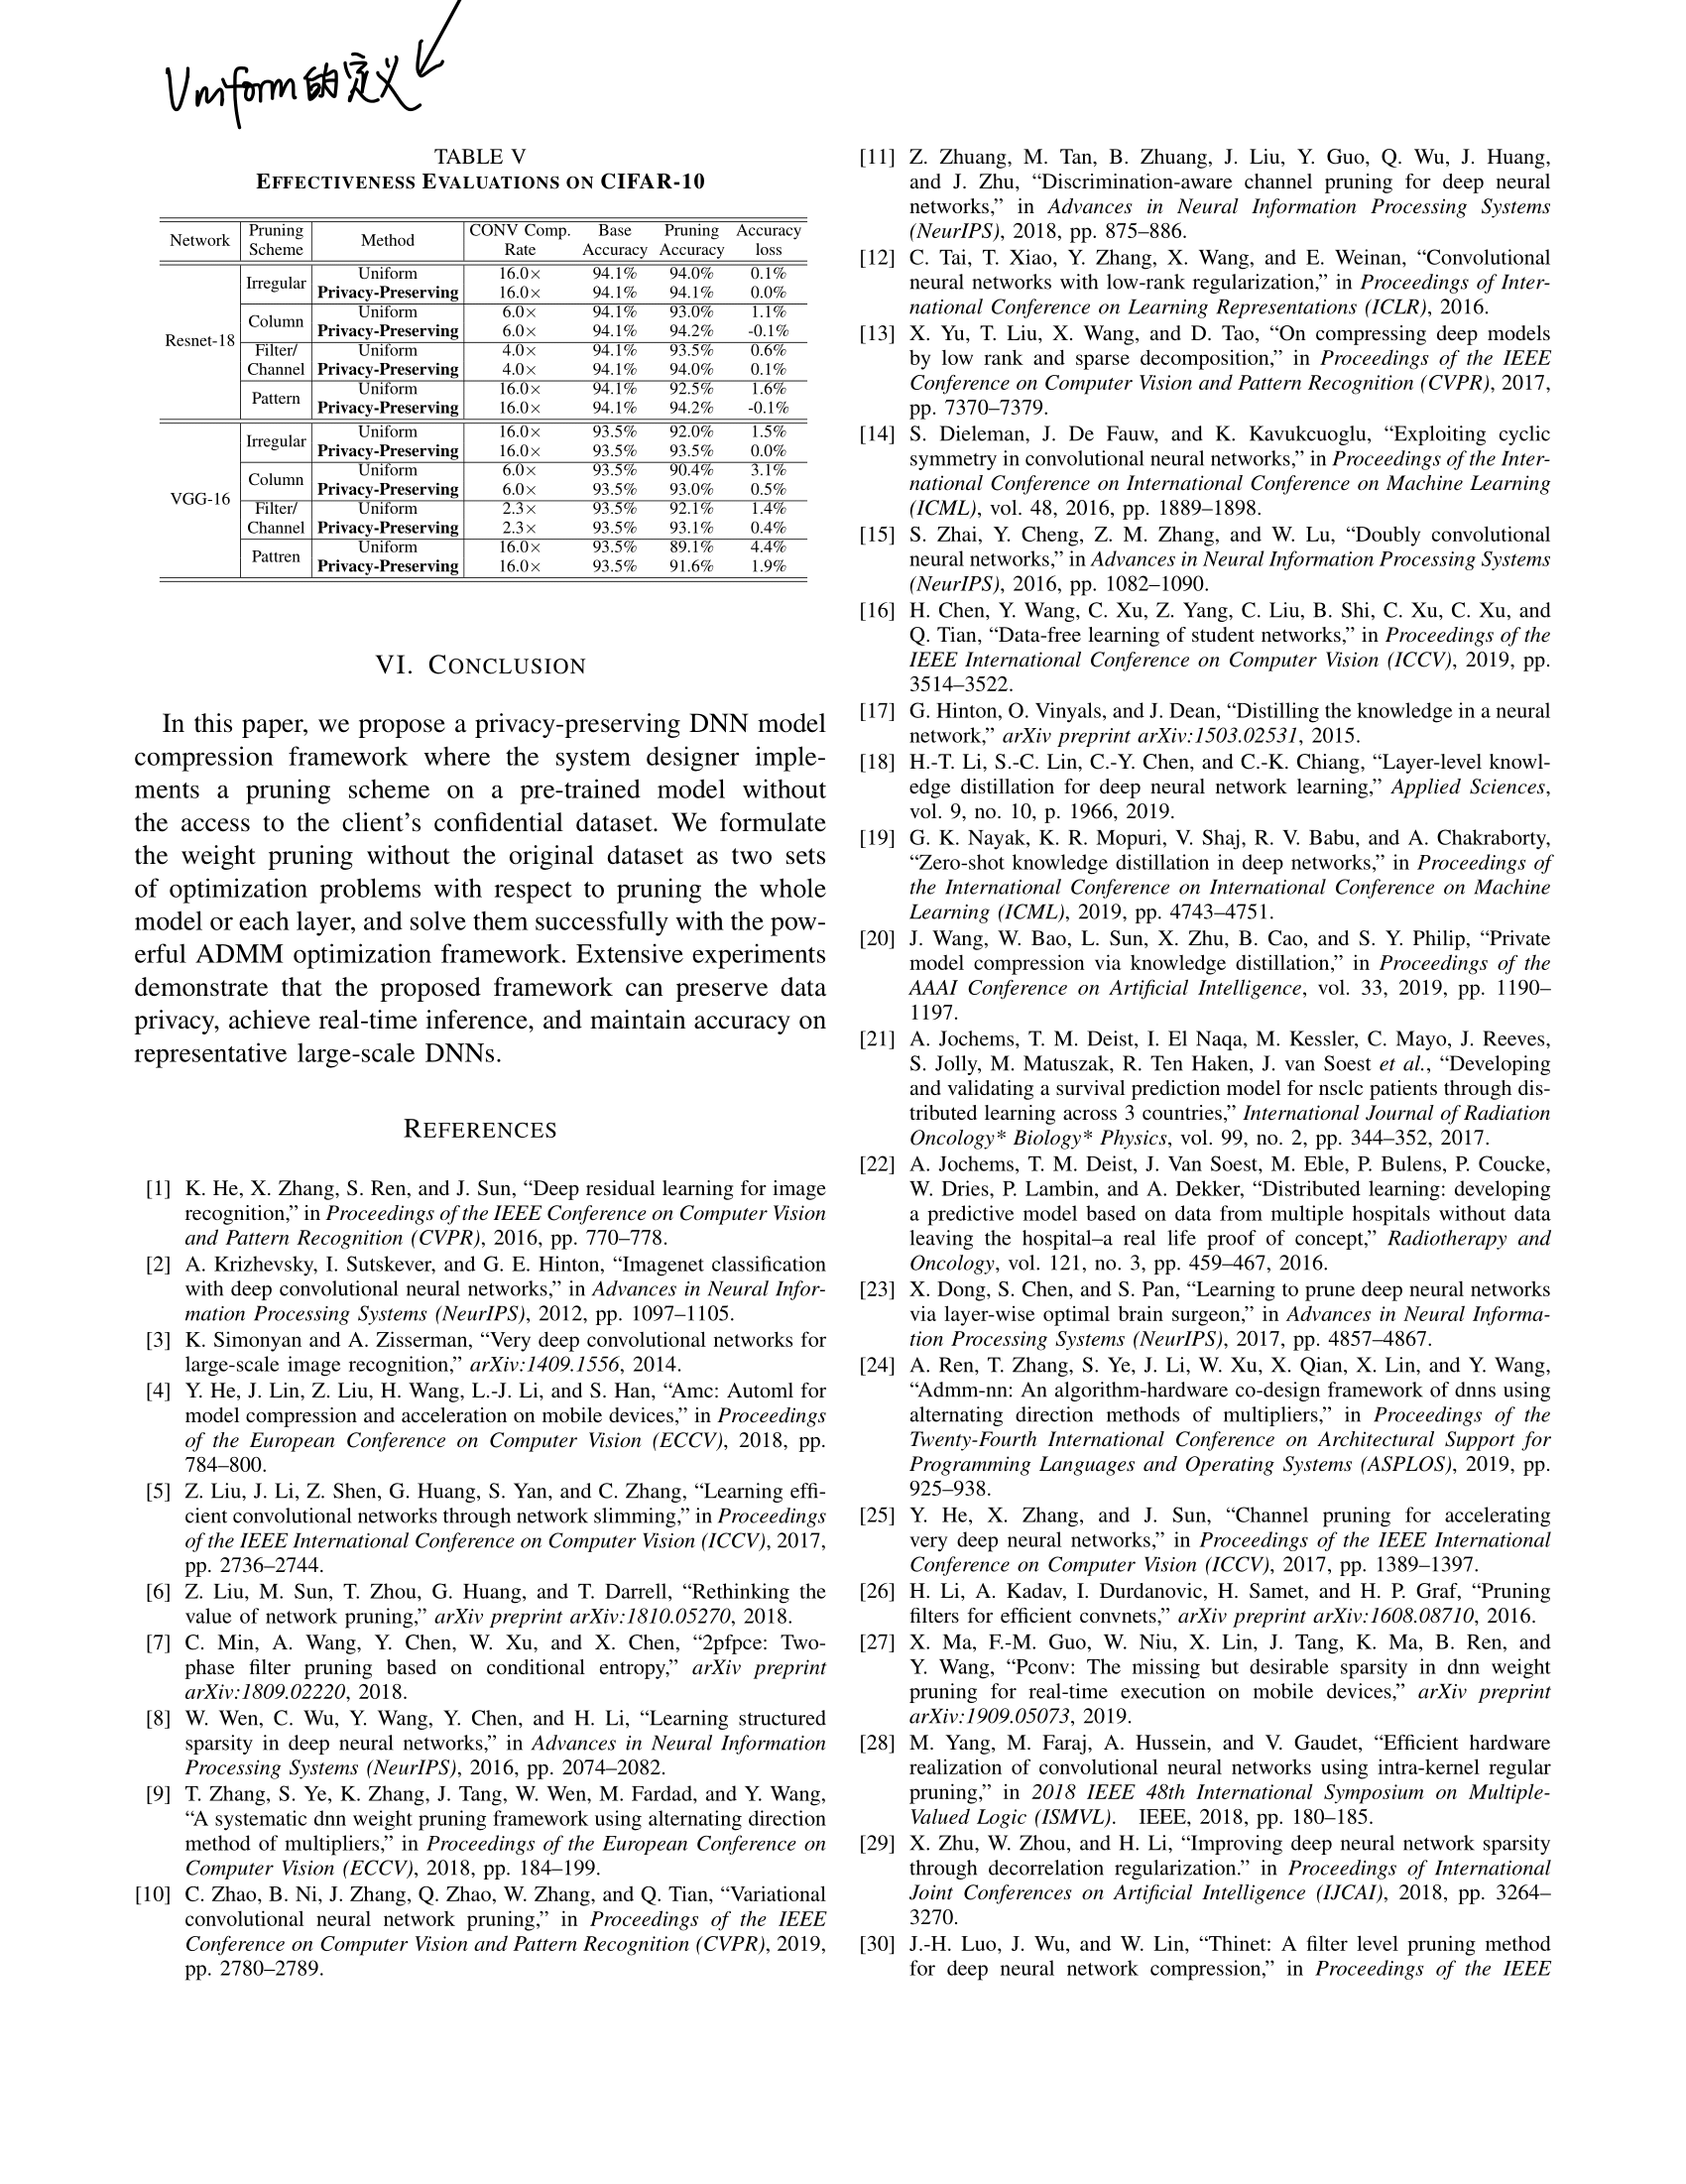 Uniform的定义
TABLE V
EFFECTIVENESS EVALUATIONS ON CIFAR-10
Network Pruning Scheme Method CONV Comp. Rate Base Accuracy Pruning Accuracy Accuracy loss
Resnet-18
Irregular Uniform 16.0× 94.1% 94.0% 0.1%
Privacy-Preserving 16.0× 94.1% 94.1% 0.0%
Column Uniform 6.0× 94.1% 93.0% 1.1%
Privacy-Preserving 6.0× 94.1% 94.2% -0.1%
Filter/ Uniform 4.0× 94.1% 93.5% 0.6%
Channel Privacy-Preserving 4.0× 94.1% 94.0% 0.1%
Pattern Uniform 16.0× 94.1% 92.5% 1.6%
Privacy-Preserving 16.0× 94.1% 94.2% -0.1%
VGG-16
Irregular Uniform 16.0× 93.5% 92.0% 1.5%
Privacy-Preserving 16.0× 93.5% 93.5% 0.0%
Column Uniform 6.0× 93.5% 90.4% 3.1%
Privacy-Preserving 6.0× 93.5% 93.0% 0.5%
Filter/ Uniform 2.3× 93.5% 92.1% 1.4%
Channel Privacy-Preserving 2.3× 93.5% 93.1% 0.4%
Pattren Uniform 16.0× 93.5% 89.1% 4.4%
Privacy-Preserving 16.0× 93.5% 91.6% 1.9%
VI. CONCLUSION
In this paper, we propose a privacy-preserving DNN model
compression framework where the system designer imple-
ments a pruning scheme on a pre-trained model without
the access to the client's confidential dataset. We formulate
the weight pruning without the original dataset as two sets
of optimization problems with respect to pruning the whole
model or each layer, and solve them successfully with the pow-
erful ADMM optimization framework. Extensive experiments
demonstrate that the proposed framework can preserve data
privacy, achieve real-time inference, and maintain accuracy on
representative large-scale DNNs.
REFERENCES
[1] K. He, X. Zhang, S. Ren, and J. Sun, “Deep residual learning for image
recognition,” in Proceedings of the IEEE Conference on Computer Vision
and Pattern Recognition (CVPR), 2016, pp. 770–778.
[2] A. Krizhevsky, I. Sutskever, and G. E. Hinton, “Imagenet classification
with deep convolutional neural networks,” in Advances in Neural Infor-
mation Processing Systems (NeurIPS), 2012, pp. 1097–1105.
[3] K. Simonyan and A. Zisserman, “Very deep convolutional networks for
large-scale image recognition,” arXiv:1409.1556, 2014.
[4] Y. He, J. Lin, Z. Liu, H. Wang, L.-J. Li, and S. Han, “Amc: Automl for
model compression and acceleration on mobile devices,” in Proceedings
of the European Conference on Computer Vision (ECCV), 2018, pp.
784–800.
[5] Z. Liu, J. Li, Z. Shen, G. Huang, S. Yan, and C. Zhang, “Learning effi-
cient convolutional networks through network slimming,” in Proceedings
of the IEEE International Conference on Computer Vision (ICCV), 2017,
pp. 2736–2744.
[6] Z. Liu, M. Sun, T. Zhou, G. Huang, and T. Darrell, “Rethinking the
value of network pruning,” arXiv preprint arXiv:1810.05270, 2018.
[7] C. Min, A. Wang, Y. Chen, W. Xu, and X. Chen, “2pfpce: Two-
phase filter pruning based on conditional entropy,” arXiv preprint
arXiv:1809.02220, 2018.
[8] W. Wen, C. Wu, Y. Wang, Y. Chen, and H. Li, “Learning structured
sparsity in deep neural networks,” in Advances in Neural Information
Processing Systems (NeurIPS), 2016, pp. 2074–2082.
[9] T. Zhang, S. Ye, K. Zhang, J. Tang, W. Wen, M. Fardad, and Y. Wang,
“A systematic dnn weight pruning framework using alternating direction
method of multipliers,” in Proceedings of the European Conference on
Computer Vision (ECCV), 2018, pp. 184–199.
[10] C. Zhao, B. Ni, J. Zhang, Q. Zhao, W. Zhang, and Q. Tian, “Variational
convolutional neural network pruning,” in Proceedings of the IEEE
Conference on Computer Vision and Pattern Recognition (CVPR), 2019,
pp. 2780–2789.
[11] Z. Zhuang, M. Tan, B. Zhuang, J. Liu, Y. Guo, Q. Wu, J. Huang,
and J. Zhu, “Discrimination-aware channel pruning for deep neural
networks,” in Advances in Neural Information Processing Systems
(NeurIPS), 2018, pp. 875–886.
[12] C. Tai, T. Xiao, Y. Zhang, X. Wang, and E. Weinan, “Convolutional
neural networks with low-rank regularization,” in Proceedings of Inter-
national Conference on Learning Representations (ICLR), 2016.
[13] X. Yu, T. Liu, X. Wang, and D. Tao, “On compressing deep models
by low rank and sparse decomposition,” in Proceedings of the IEEE
Conference on Computer Vision and Pattern Recognition (CVPR), 2017,
pp. 7370–7379.
[14] S. Dieleman, J. De Fauw, and K. Kavukcuoglu, “Exploiting cyclic
symmetry in convolutional neural networks,” in Proceedings of the Inter-
national Conference on International Conference on Machine Learning
(ICML), vol. 48, 2016, pp. 1889–1898.
[15] S. Zhai, Y. Cheng, Z. M. Zhang, and W. Lu, “Doubly convolutional
neural networks,” in Advances in Neural Information Processing Systems
(NeurIPS), 2016, pp. 1082–1090.
[16] H. Chen, Y. Wang, C. Xu, Z. Yang, C. Liu, B. Shi, C. Xu, C. Xu, and
Q. Tian, “Data-free learning of student networks,” in Proceedings of the
IEEE International Conference on Computer Vision (ICCV), 2019, pp.
3514–3522.
[17] G. Hinton, O. Vinyals, and J. Dean, “Distilling the knowledge in a neural
network,” arXiv preprint arXiv:1503.02531, 2015.
[18] H.-T. Li, S.-C. Lin, C.-Y. Chen, and C.-K. Chiang, “Layer-level knowl-
edge distillation for deep neural network learning,” Applied Sciences,
vol. 9, no. 10, p. 1966, 2019.
[19] G. K. Nayak, K. R. Mopuri, V. Shaj, R. V. Babu, and A. Chakraborty,
“Zero-shot knowledge distillation in deep networks,” in Proceedings of
the International Conference on International Conference on Machine
Learning (ICML), 2019, pp. 4743–4751.
[20] J. Wang, W. Bao, L. Sun, X. Zhu, B. Cao, and S. Y. Philip, “Private
model compression via knowledge distillation,” in Proceedings of the
AAAI Conference on Artificial Intelligence, vol. 33, 2019, pp. 1190–
1197.
[21] A. Jochems, T. M. Deist, I. El Naqa, M. Kessler, C. Mayo, J. Reeves,
S. Jolly, M. Matuszak, R. Ten Haken, J. van Soest et al., “Developing
and validating a survival prediction model for nsclc patients through dis-
tributed learning across 3 countries,” International Journal of Radiation
Oncology* Biology* Physics, vol. 99, no. 2, pp. 344–352, 2017.
[22] A. Jochems, T. M. Deist, J. Van Soest, M. Eble, P. Bulens, P. Coucke,
W. Dries, P. Lambin, and A. Dekker, “Distributed learning: developing
a predictive model based on data from multiple hospitals without data
leaving the hospital–a real life proof of concept,” Radiotherapy and
Oncology, vol. 121, no. 3, pp. 459–467, 2016.
[23] X. Dong, S. Chen, and S. Pan, “Learning to prune deep neural networks
via layer-wise optimal brain surgeon,” in Advances in Neural Informa-
tion Processing Systems (NeurIPS), 2017, pp. 4857–4867.
[24] A. Ren, T. Zhang, S. Ye, J. Li, W. Xu, X. Qian, X. Lin, and Y. Wang,
“Admm-nn: An algorithm-hardware co-design framework of dnns using
alternating direction methods of multipliers,” in Proceedings of the
Twenty-Fourth International Conference on Architectural Support for
Programming Languages and Operating Systems (ASPLOS), 2019, pp.
925–938.
[25] Y. He, X. Zhang, and J. Sun, “Channel pruning for accelerating
very deep neural networks,” in Proceedings of the IEEE International
Conference on Computer Vision (ICCV), 2017, pp. 1389–1397.
[26] H. Li, A. Kadav, I. Durdanovic, H. Samet, and H. P. Graf, “Pruning
filters for efficient convnets,” arXiv preprint arXiv:1608.08710, 2016.
[27] X. Ma, F.-M. Guo, W. Niu, X. Lin, J. Tang, K. Ma, B. Ren, and
Y. Wang, “Pconv: The missing but desirable sparsity in dnn weight
pruning for real-time execution on mobile devices,” arXiv preprint
arXiv:1909.05073, 2019.
[28] M. Yang, M. Faraj, A. Hussein, and V. Gaudet, “Efficient hardware
realization of convolutional neural networks using intra-kernel regular
pruning,” in 2018 IEEE 48th International Symposium on Multiple-
Valued Logic (ISMVL). IEEE, 2018, pp. 180–185.
[29] X. Zhu, W. Zhou, and H. Li, “Improving deep neural network sparsity
through decorrelation regularization.” in Proceedings of International
Joint Conferences on Artificial Intelligence (IJCAI), 2018, pp. 3264–
3270.
[30] J.-H. Luo, J. Wu, and W. Lin, “Thinet: A filter level pruning method
for deep neural network compression,” in Proceedings of the IEEE